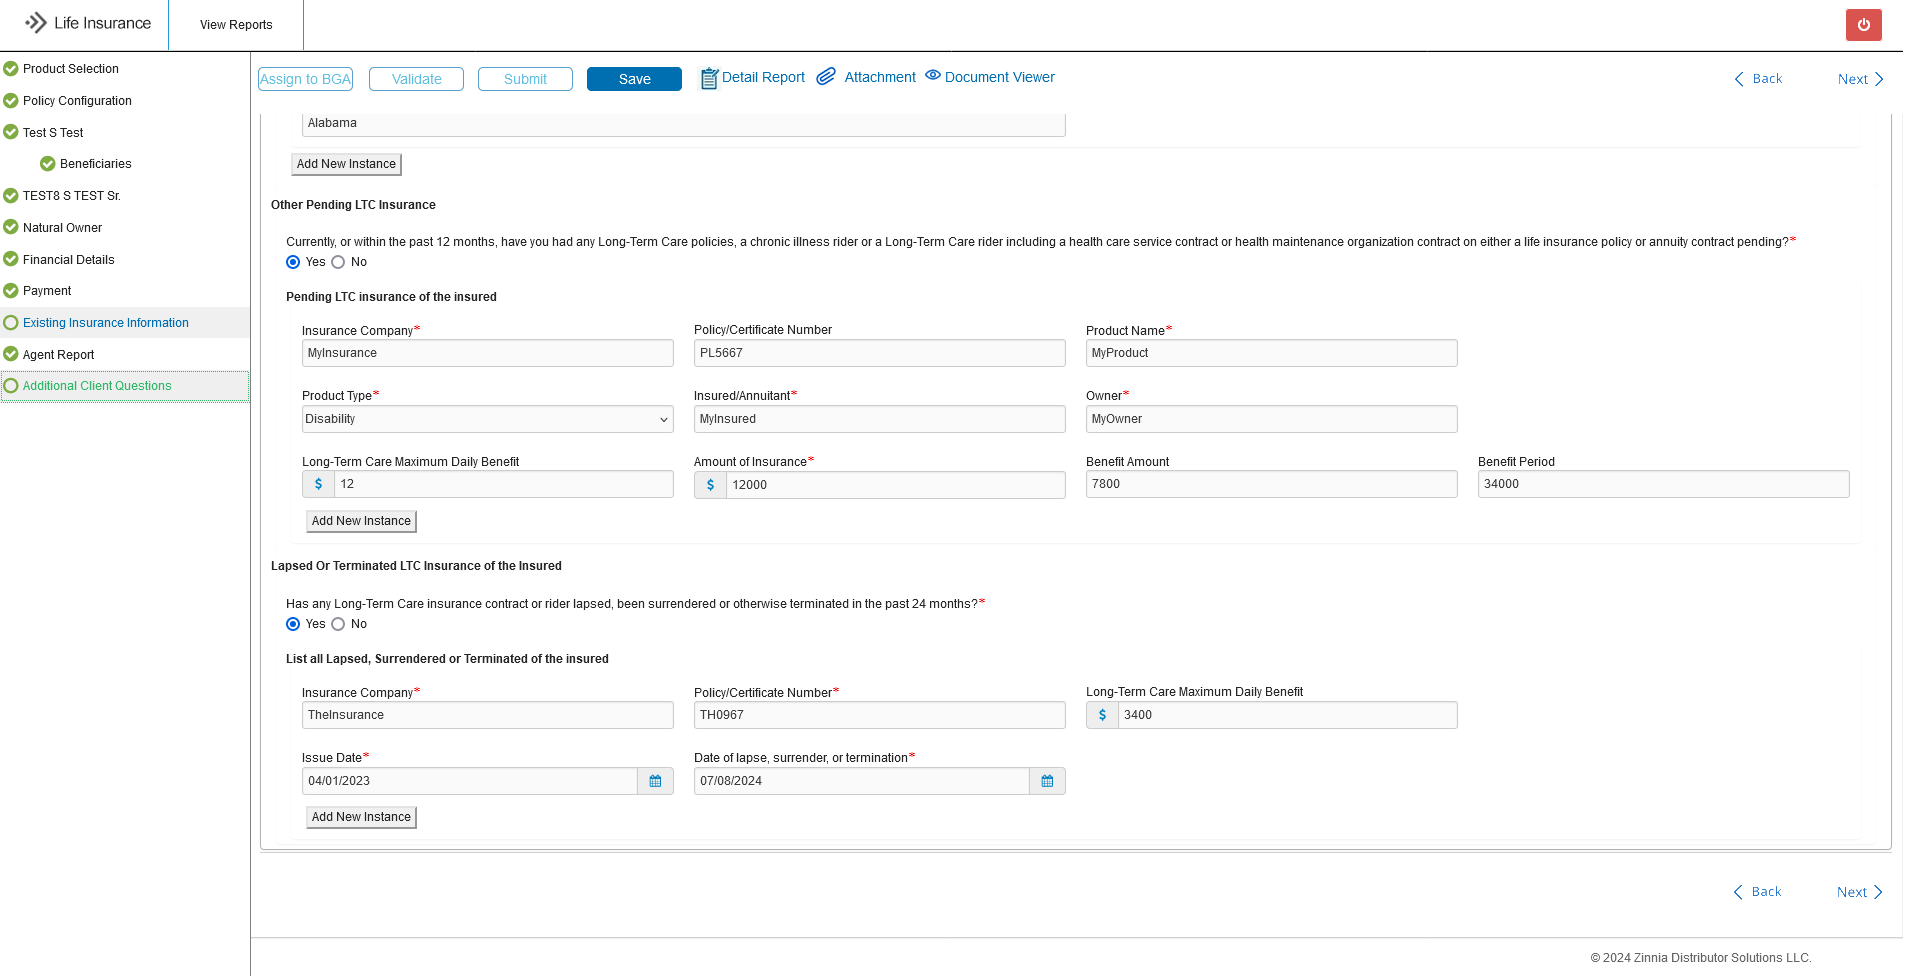 Life Insurance
View Reports
Product Selection
Policy Configuration
Test S Test
Beneficiaries
TEST8 S TEST Sr.
Natural Owner
Financial Details
Payment
Existing Insurance Information
Agent Report
Additional Client Questions
Assign to BGA Validate Submit Save Detail Report Attachment Document Viewer Back Next
Alabama
Add New Instance
Other Pending LTC Insurance
Currently, or within the past 12 months, have you had any Long-Term Care policies, a chronic illness rider or a Long-Term Care rider including a health care service contract or health maintenance organization contract on either a life insurance policy or annuity contract pending?*
Yes No
Pending LTC insurance of the insured
Insurance Company* Policy/Certificate Number Product Name*
MyInsurance PL5667 MyProduct
Product Type* Insured/Annuitant* Owner*
Disability MyInsured MyOwner
Long-Term Care Maximum Daily Benefit Amount of Insurance* Benefit Amount Benefit Period
$ 12 $ 12000 7800 34000
Add New Instance
Lapsed Or Terminated LTC Insurance of the Insured
Has any Long-Term Care insurance contract or rider lapsed, been surrendered or otherwise terminated in the past 24 months?*
Yes No
List all Lapsed, Surrendered or Terminated of the insured
Insurance Company* Policy/Certificate Number* Long-Term Care Maximum Daily Benefit
TheInsurance TH0967 $ 3400
Issue Date* Date of lapse, surrender, or termination*
04/01/2023 07/08/2024
Add New Instance
Back Next
© 2024 Zinnia Distributor Solutions LLC.